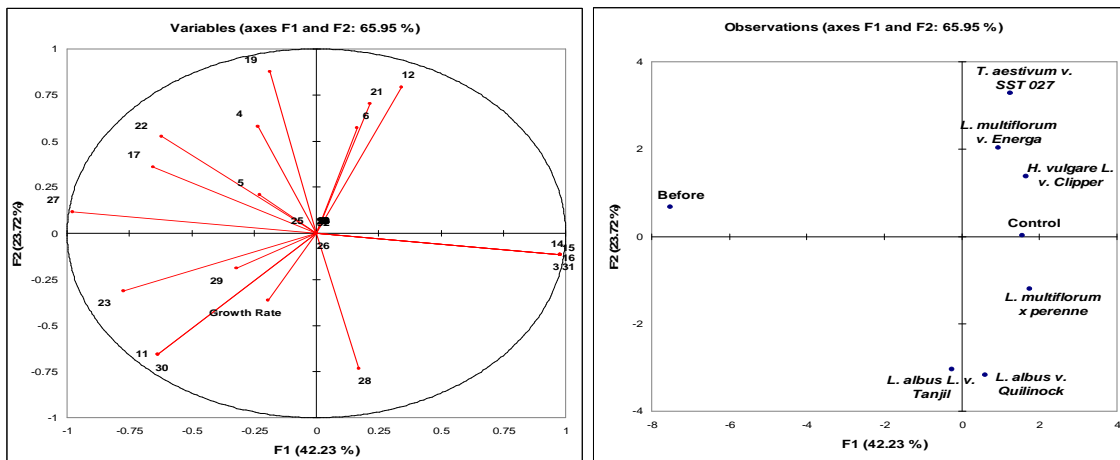 Variables (axes F1 and F2: 65.95 %)
1
19
12
0.75
21
4
6
22
0.5
17
0.25
5
27
25
0
26
14 15
16
3 31
29
-0.25
23
Growth Rate
-0.5
11
30
28
-0.75
-1
-1 -0.75 -0.5 -0.25 0 0.25 0.5 0.75 1
F1 (42.23 %)
F2 (23.72 %)
Observations (axes F1 and F2: 65.95 %)
4
T. aestivum v.
SST 027
L. multiflorum
v. Energa
2
H. vulgare L.
v. Clipper
Before
Control
0
L. multiflorum
x perenne
-2
L. albus L. v.
Tanjil
L. albus v.
Quilinock
-4
-8 -6 -4 -2 0 2 4
F1 (42.23 %)
F2 (23.72 %)